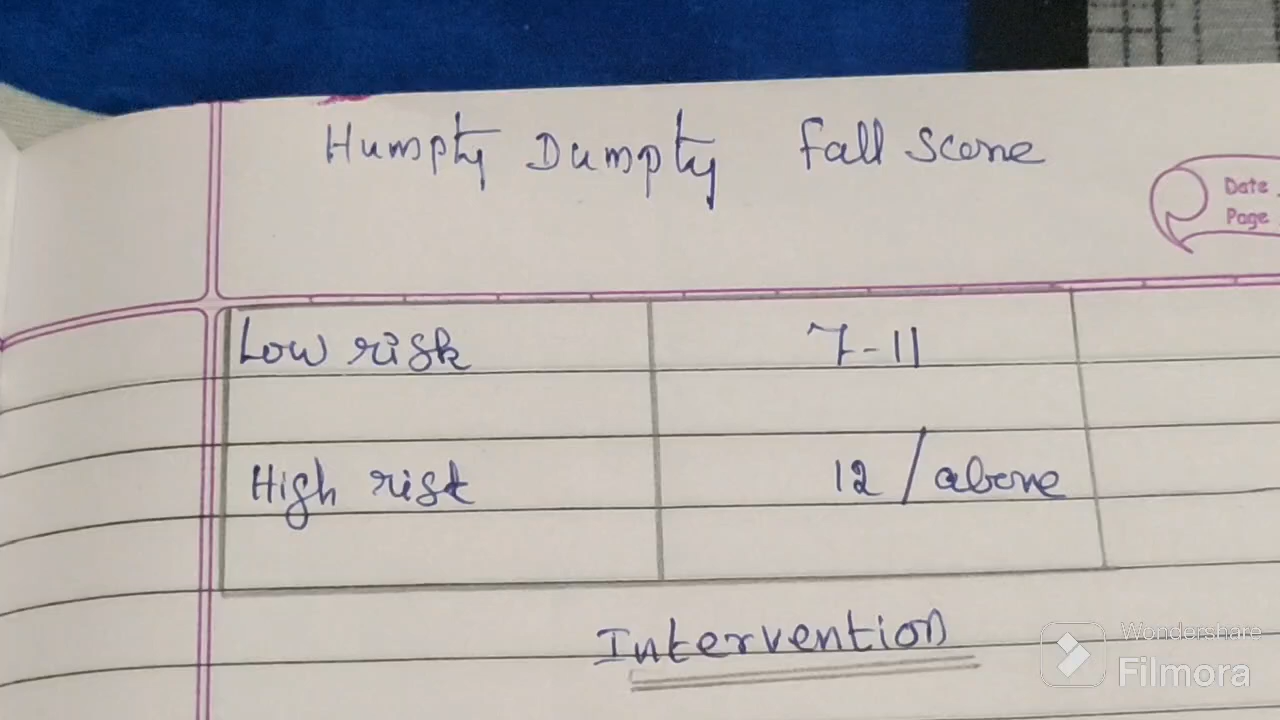 Humpty Dumpty Fall Score
Date
Page
Low risk 7-11
High risk 12 / above
Intervention
Wondershare
Filmora